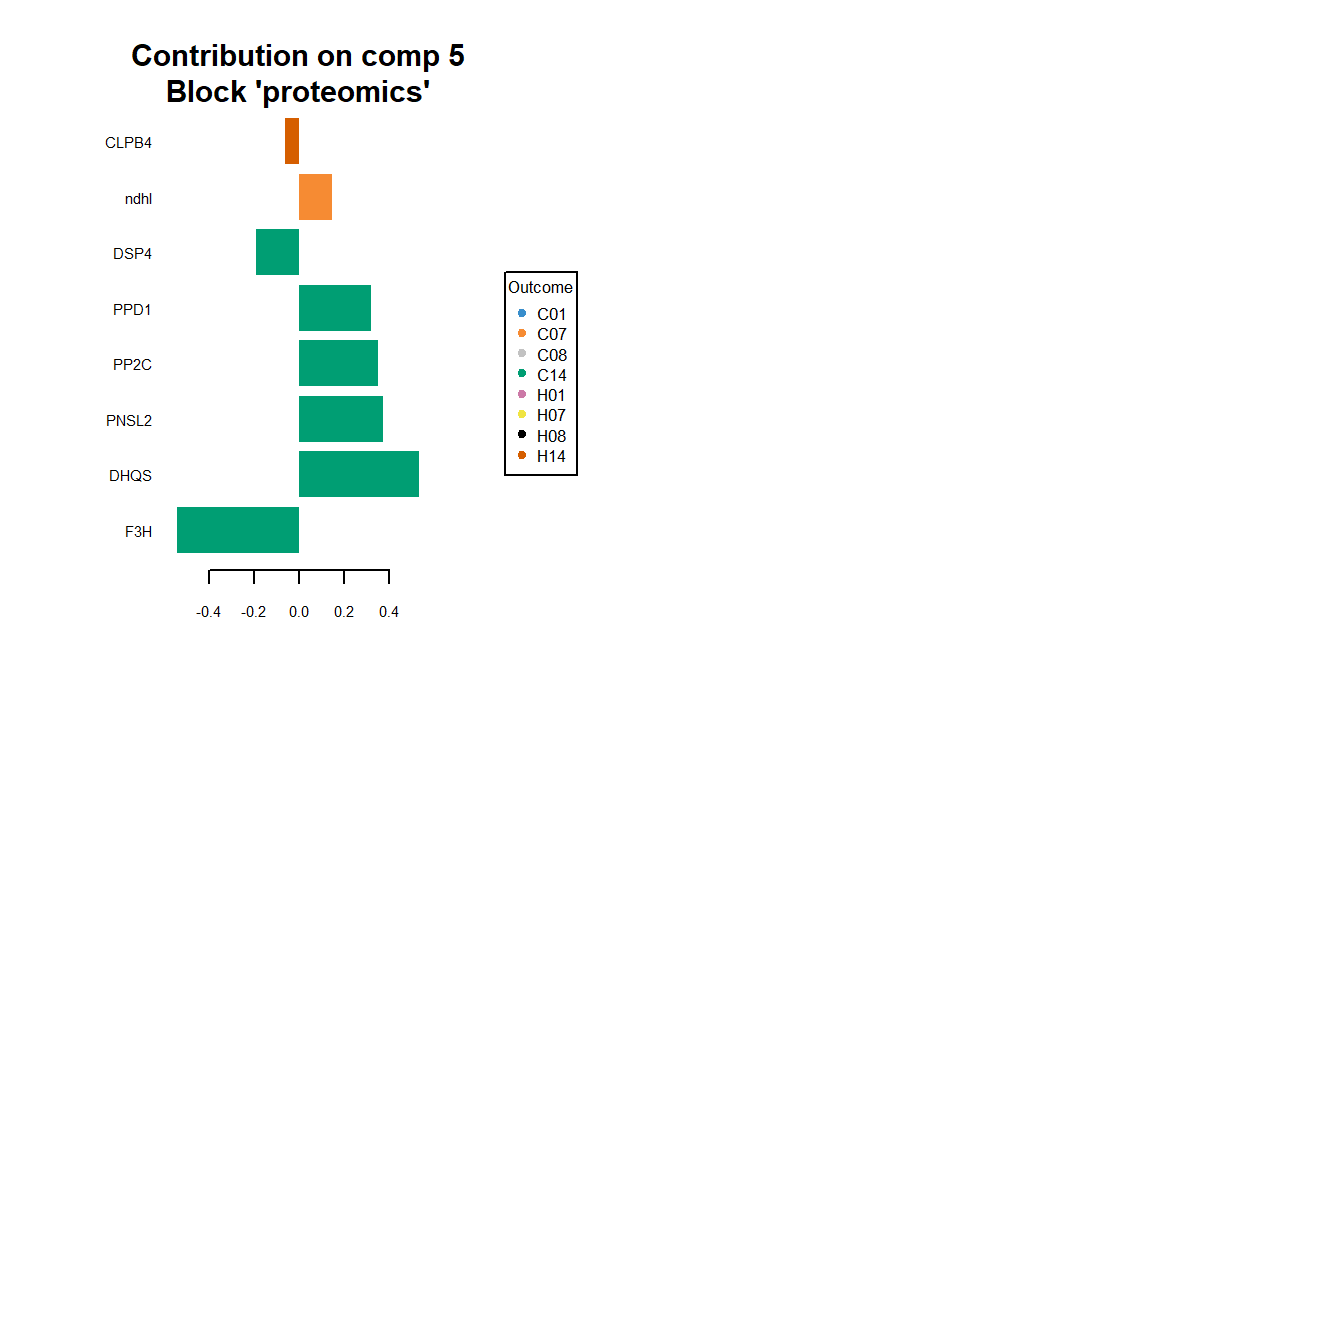 Contribution on comp 5
Block 'proteomics'
CLPB4
ndhl
DSP4
PPD1
PP2C
PNSL2
DHQS
F3H
-0.4 -0.2 0.0 0.2 0.4
Outcome
C01
C07
C08
C14
H01
H07
H08
H14